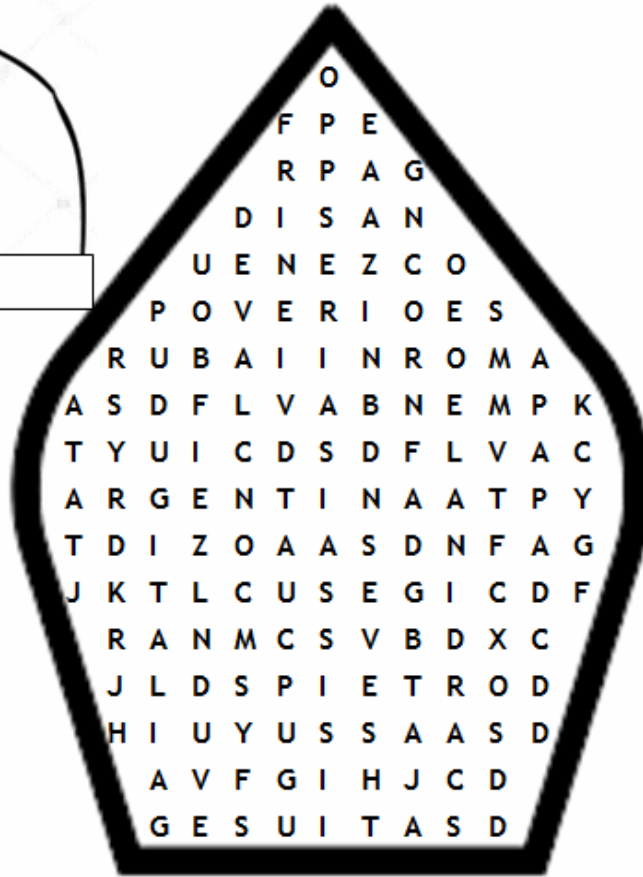 O
F P E
R P A G
D I S A N
U E N E Z C O
P O V E R I O E S
R U B A I I N R O M A
A S D F L V A B N E M P K
T Y U I C D S D F L V A C
A R G E N T I N A A T P Y
T D I Z O A A S D N F A G
J K T L C U S E G I C D F
R A N M C S V B D X C
J L D S P I E T R O D
H I U Y U S S A A S D
A V F G I H J C D
G E S U I T A S D